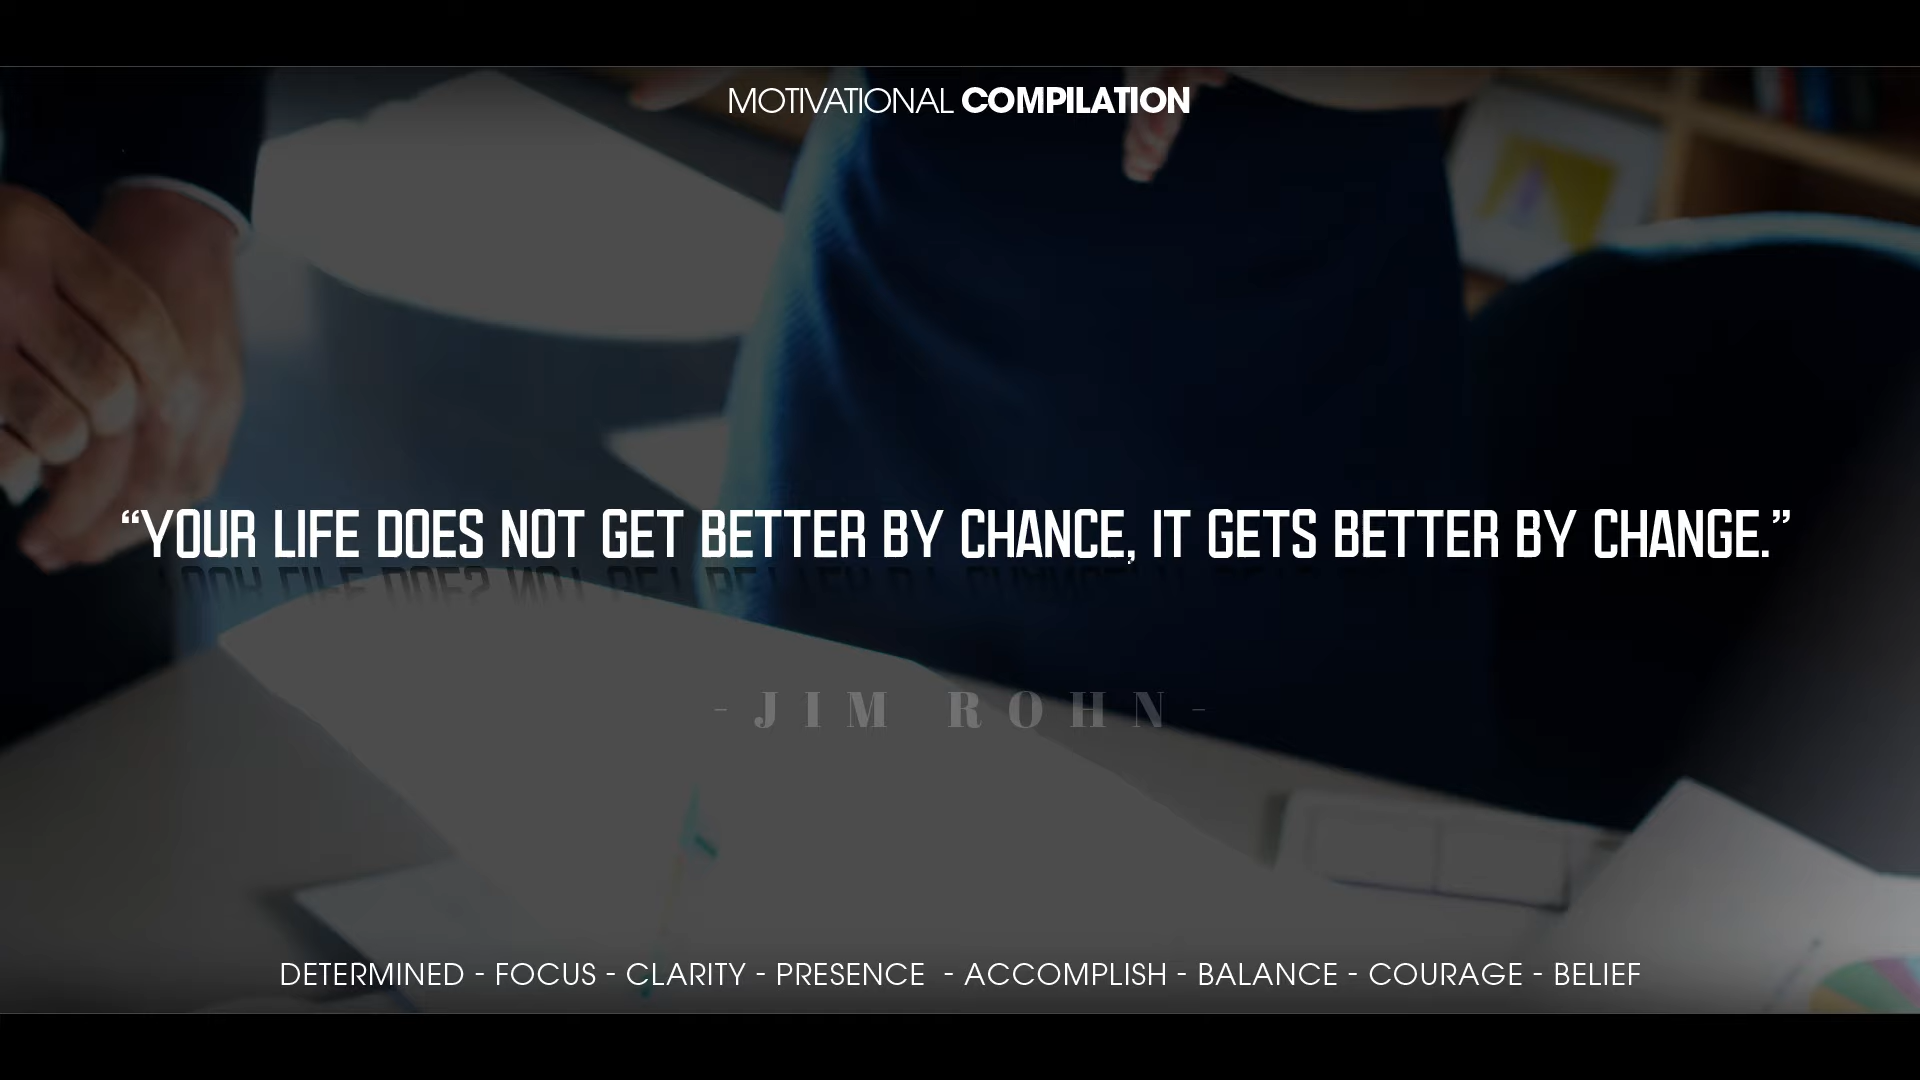 MOTIVATIONAL COMPILATION
“YOUR LIFE DOES NOT GET BETTER BY CHANCE, IT GETS BETTER BY CHANGE.”
- JIM ROHN -
DETERMINED - FOCUS - CLARITY - PRESENCE - ACCOMPLISH - BALANCE - COURAGE - BELIEF